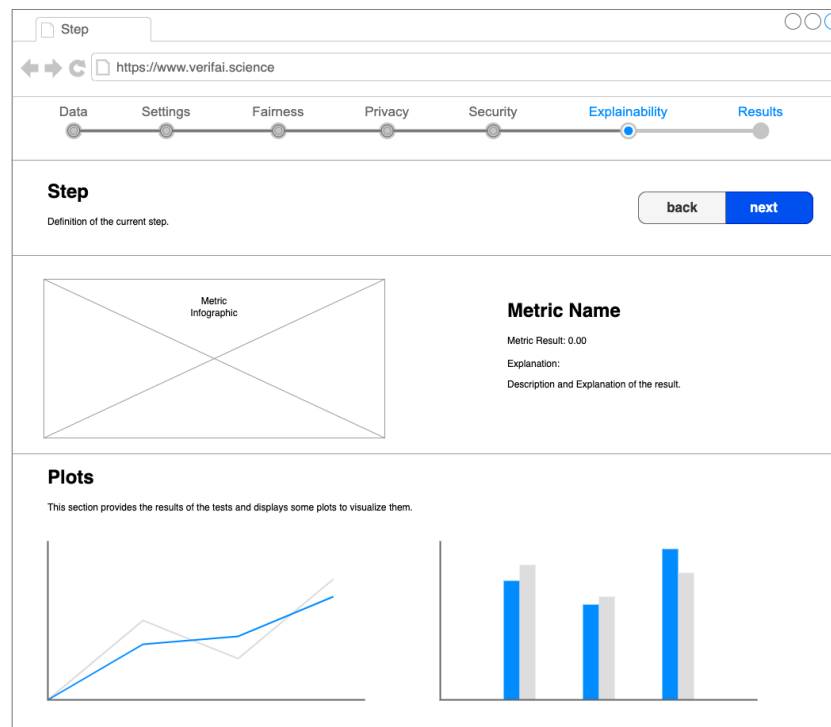 Step
https://www.verifai.science
Data Settings Fairness Privacy Security Explainability Results
Step
back next
Definition of the current step.
Metric
Infographic
Metric Name
Metric Result: 0.00
Explanation:
Description and Explanation of the result.
Plots
This section provides the results of the tests and displays some plots to visualize them.